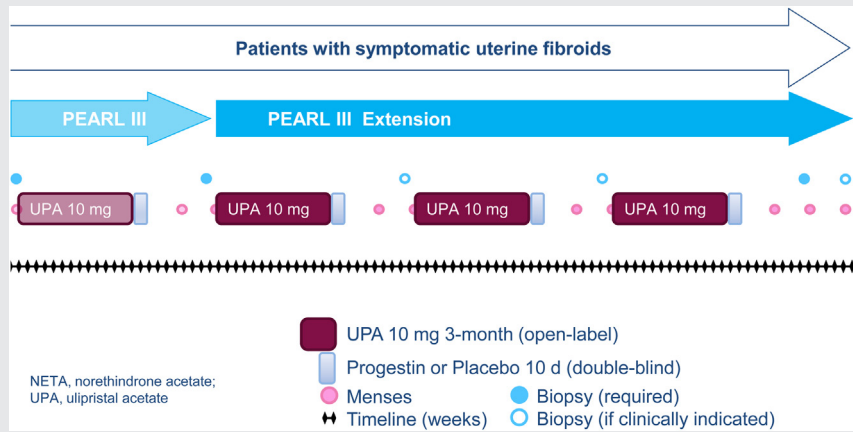 Patients with symptomatic uterine fibroids
PEARL III
PEARL III Extension
UPA 10 mg
UPA 10 mg
UPA 10 mg
UPA 10 mg
UPA 10 mg 3-month (open-label)
Progestin or Placebo 10 d (double-blind)
Menses
Biopsy (required)
Timeline (weeks)
Biopsy (if clinically indicated)
NETA, norethindrone acetate;
UPA, ulipristal acetate